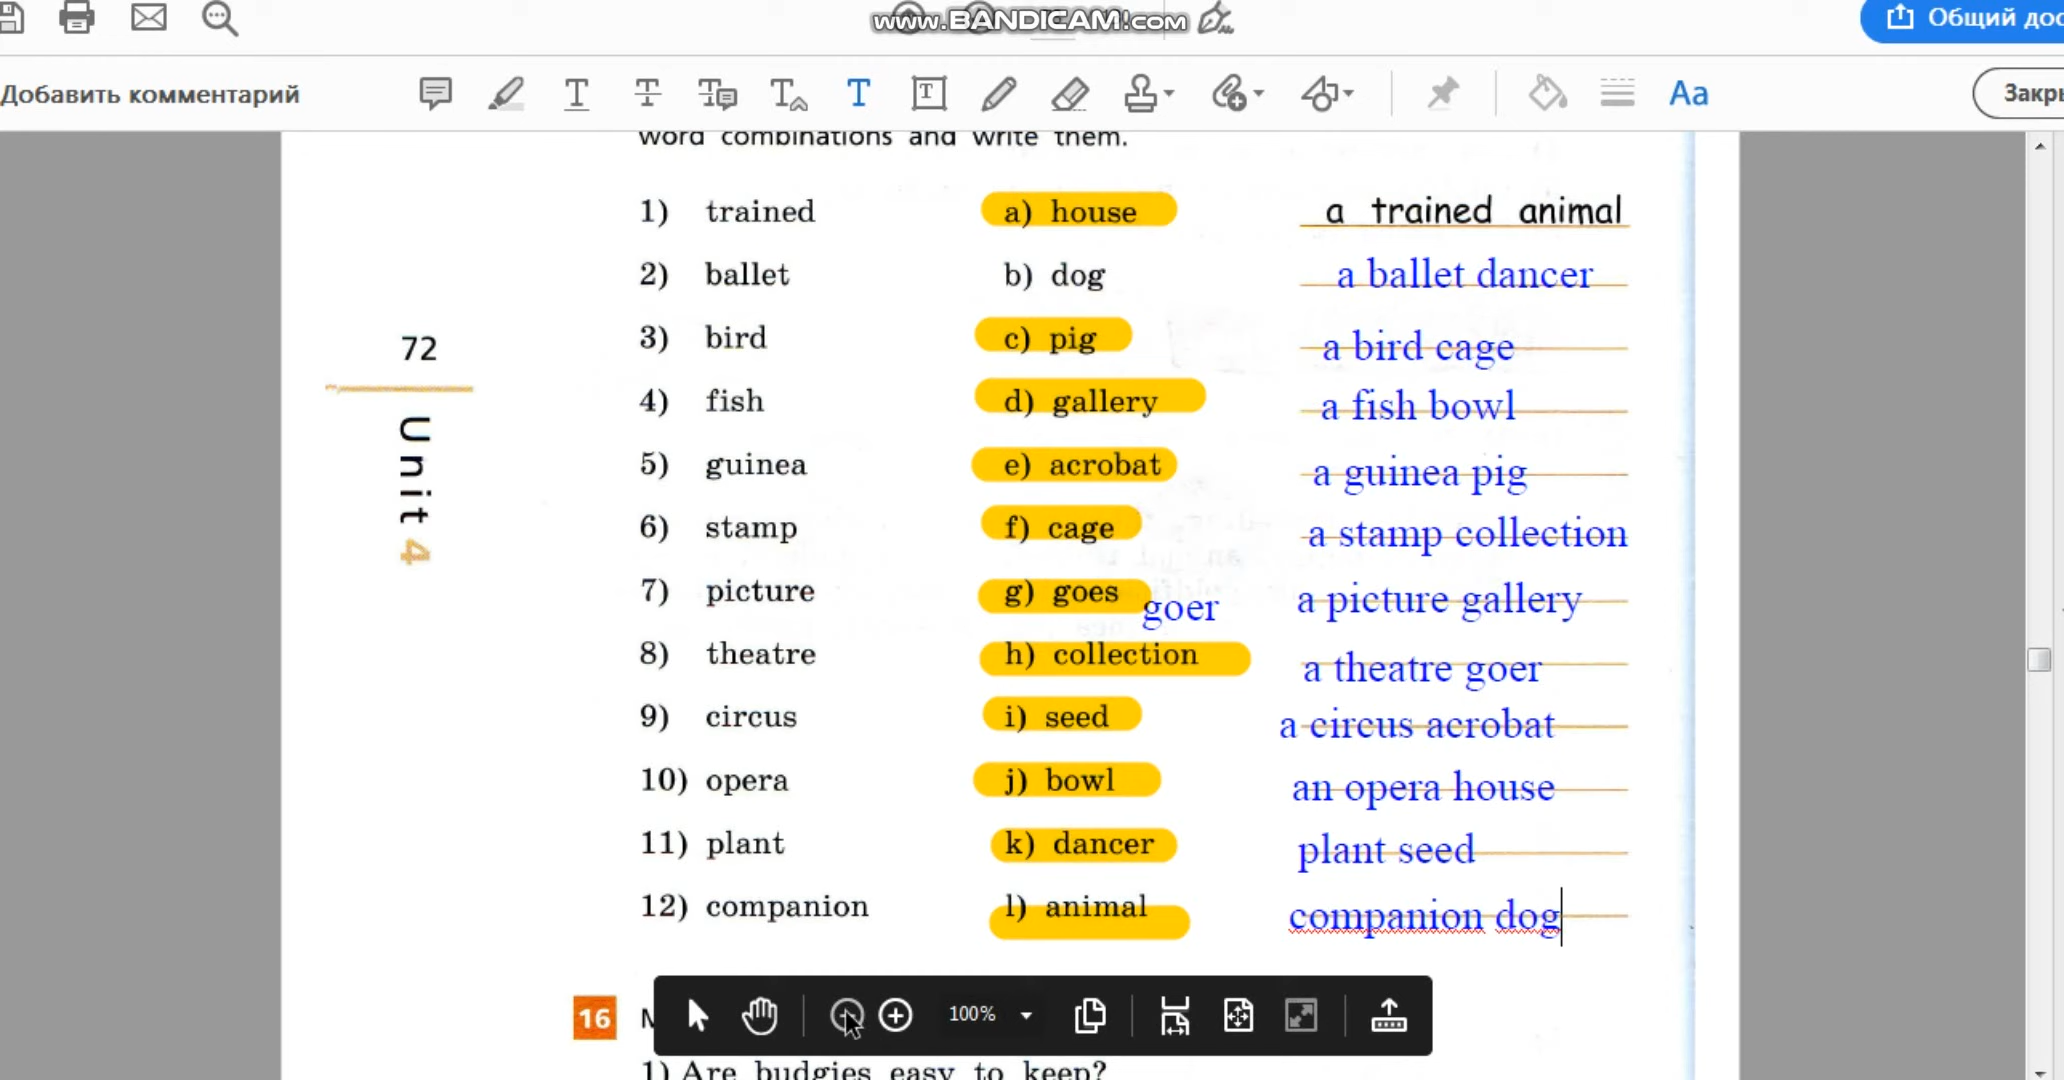 www.BANDICAM.com
Общий дос
Добавить комментарий
Aa
Закрь
word combinations and write them.
1) trained a) house a trained animal
2) ballet b) dog a ballet dancer
3) bird c) pig a bird cage
72
4) fish d) gallery a fish bowl
Unit 4
5) guinea e) acrobat a guinea pig
6) stamp f) cage a stamp collection
7) picture g) goes goer a picture gallery
8) theatre h) collection a theatre goer
9) circus i) seed a circus acrobat
10) opera j) bowl an opera house
11) plant k) dancer plant seed
12) companion l) animal companion dog
16 M
100%
1) Are budgies easy to keep?